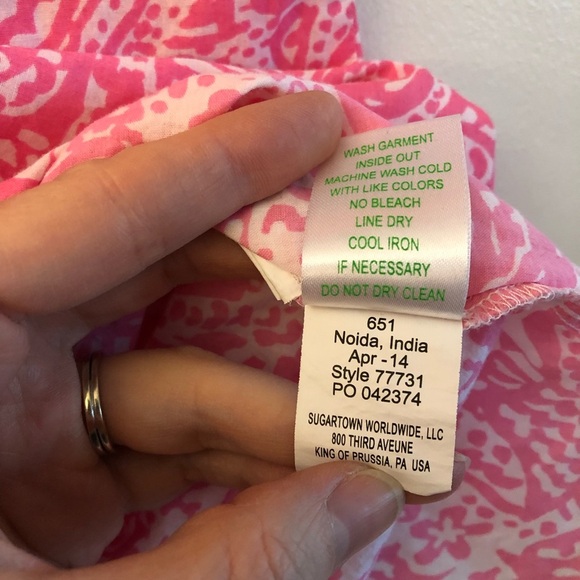 WASH GARMENT
INSIDE OUT
MACHINE WASH COLD
WITH LIKE COLORS
NO BLEACH
LINE DRY
COOL IRON
IF NECESSARY
DO NOT DRY CLEAN
651
Noida, India
Apr -14
Style 77731
PO 042374
SUGARTOWN WORLDWIDE, LLC
800 THIRD AVEUNE
KING OF PRUSSIA, PA USA